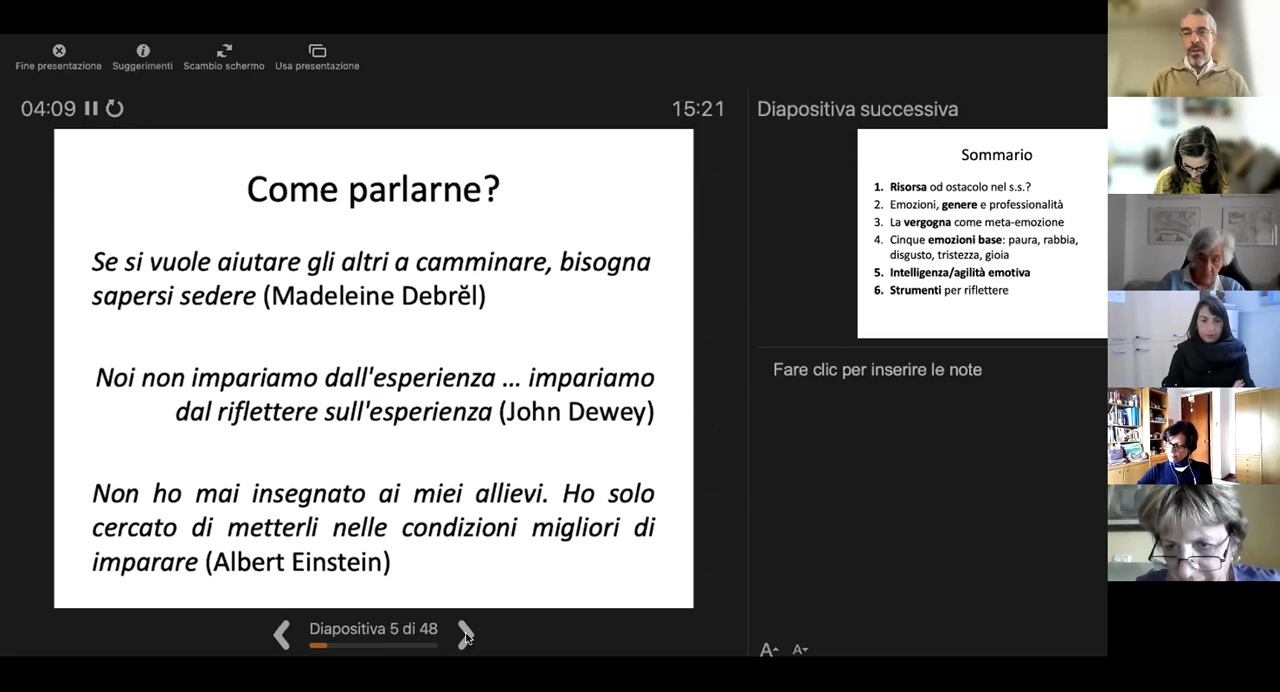 Fine presentazione
Suggerimenti
Scambio schermo
Usa presentazione
04:09
15:21
Come parlarne?
Se si vuole aiutare gli altri a camminare, bisogna
sapersi sedere (Madeleine Debrĕl)
Noi non impariamo dall'esperienza ... impariamo
dal riflettere sull'esperienza (John Dewey)
Non ho mai insegnato ai miei allievi. Ho solo
cercato di metterli nelle condizioni migliori di
imparare (Albert Einstein)
Diapositiva 5 di 48
Diapositiva successiva
Sommario
1. Risorsa od ostacolo nel s.s.?
2. Emozioni, genere e professionalità
3. La vergogna come meta-emozione
4. Cinque emozioni base: paura, rabbia,
disgusto, tristezza, gioia
5. Intelligenza/agilità emotiva
6. Strumenti per riflettere
Fare clic per inserire le note
A A